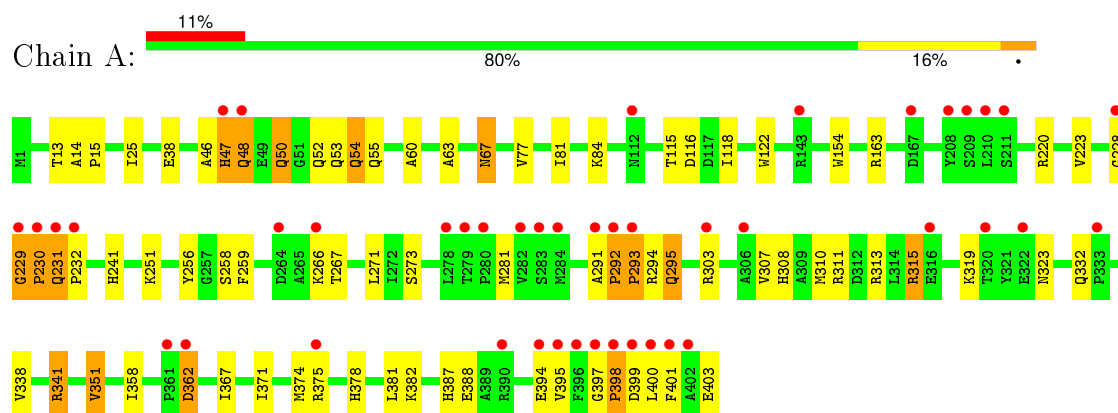 11%
Chain A:
80% 16% •
M1 T13 A14 P15 I25 E38 A46 H47 Q48 E49 Q50 G51 Q52 Q53 Q54 Q55 A60 A63 N67 V77 I81 K84 N112 T115 D116 D117 I118 W122 R143 W154 R163 D167 V208 S209 L210 S211 R220 V223 G228
G229 P230 Q231 P232 H241 K251 Y256 G257 S258 F259 D264 A265 K266 T267 L271 I272 S273 L278 T279 P280 M281 V282 S283 M284 A291 P292 P293 R294 Q295 R303 A306 V307 H308 A309 M310 R311 D312 R313 L314 R315 E316 K319 T320 Y321 E322 N323 Q332 P333
V338 R341 V351 I358 P361 D362 I367 I371 M374 R375 H378 L381 K382 H387 E388 A389 R390 E394 V395 F396 G397 P398 D399 L400 F401 A402 E403